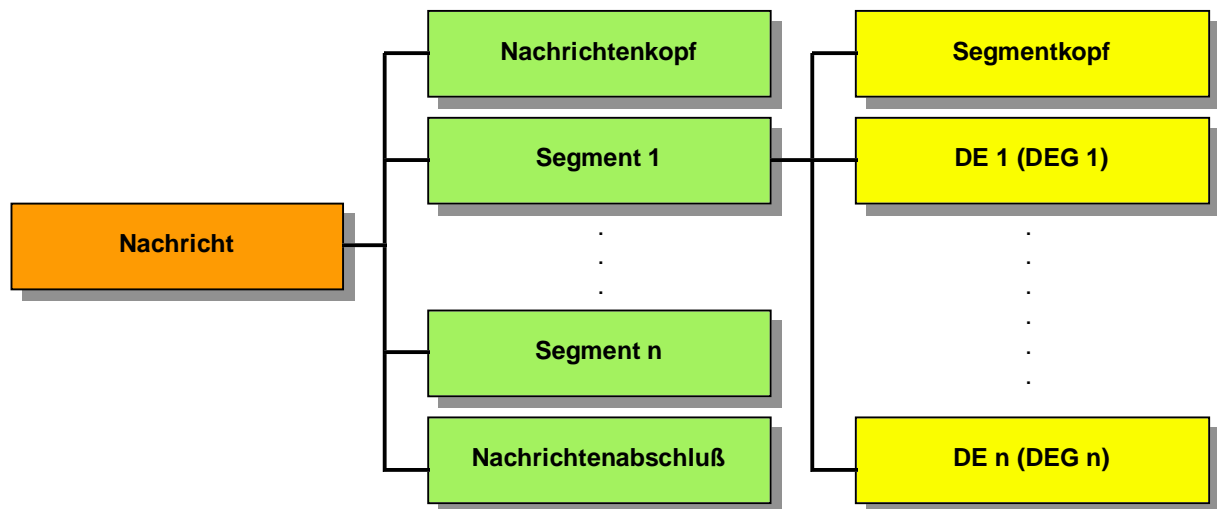 Nachricht
Nachrichtenkopf
Segment 1
.
.
.
Segment n
Nachrichtenabschluß
Segmentkopf
DE 1 (DEG 1)
.
.
.
.
.
.
DE n (DEG n)